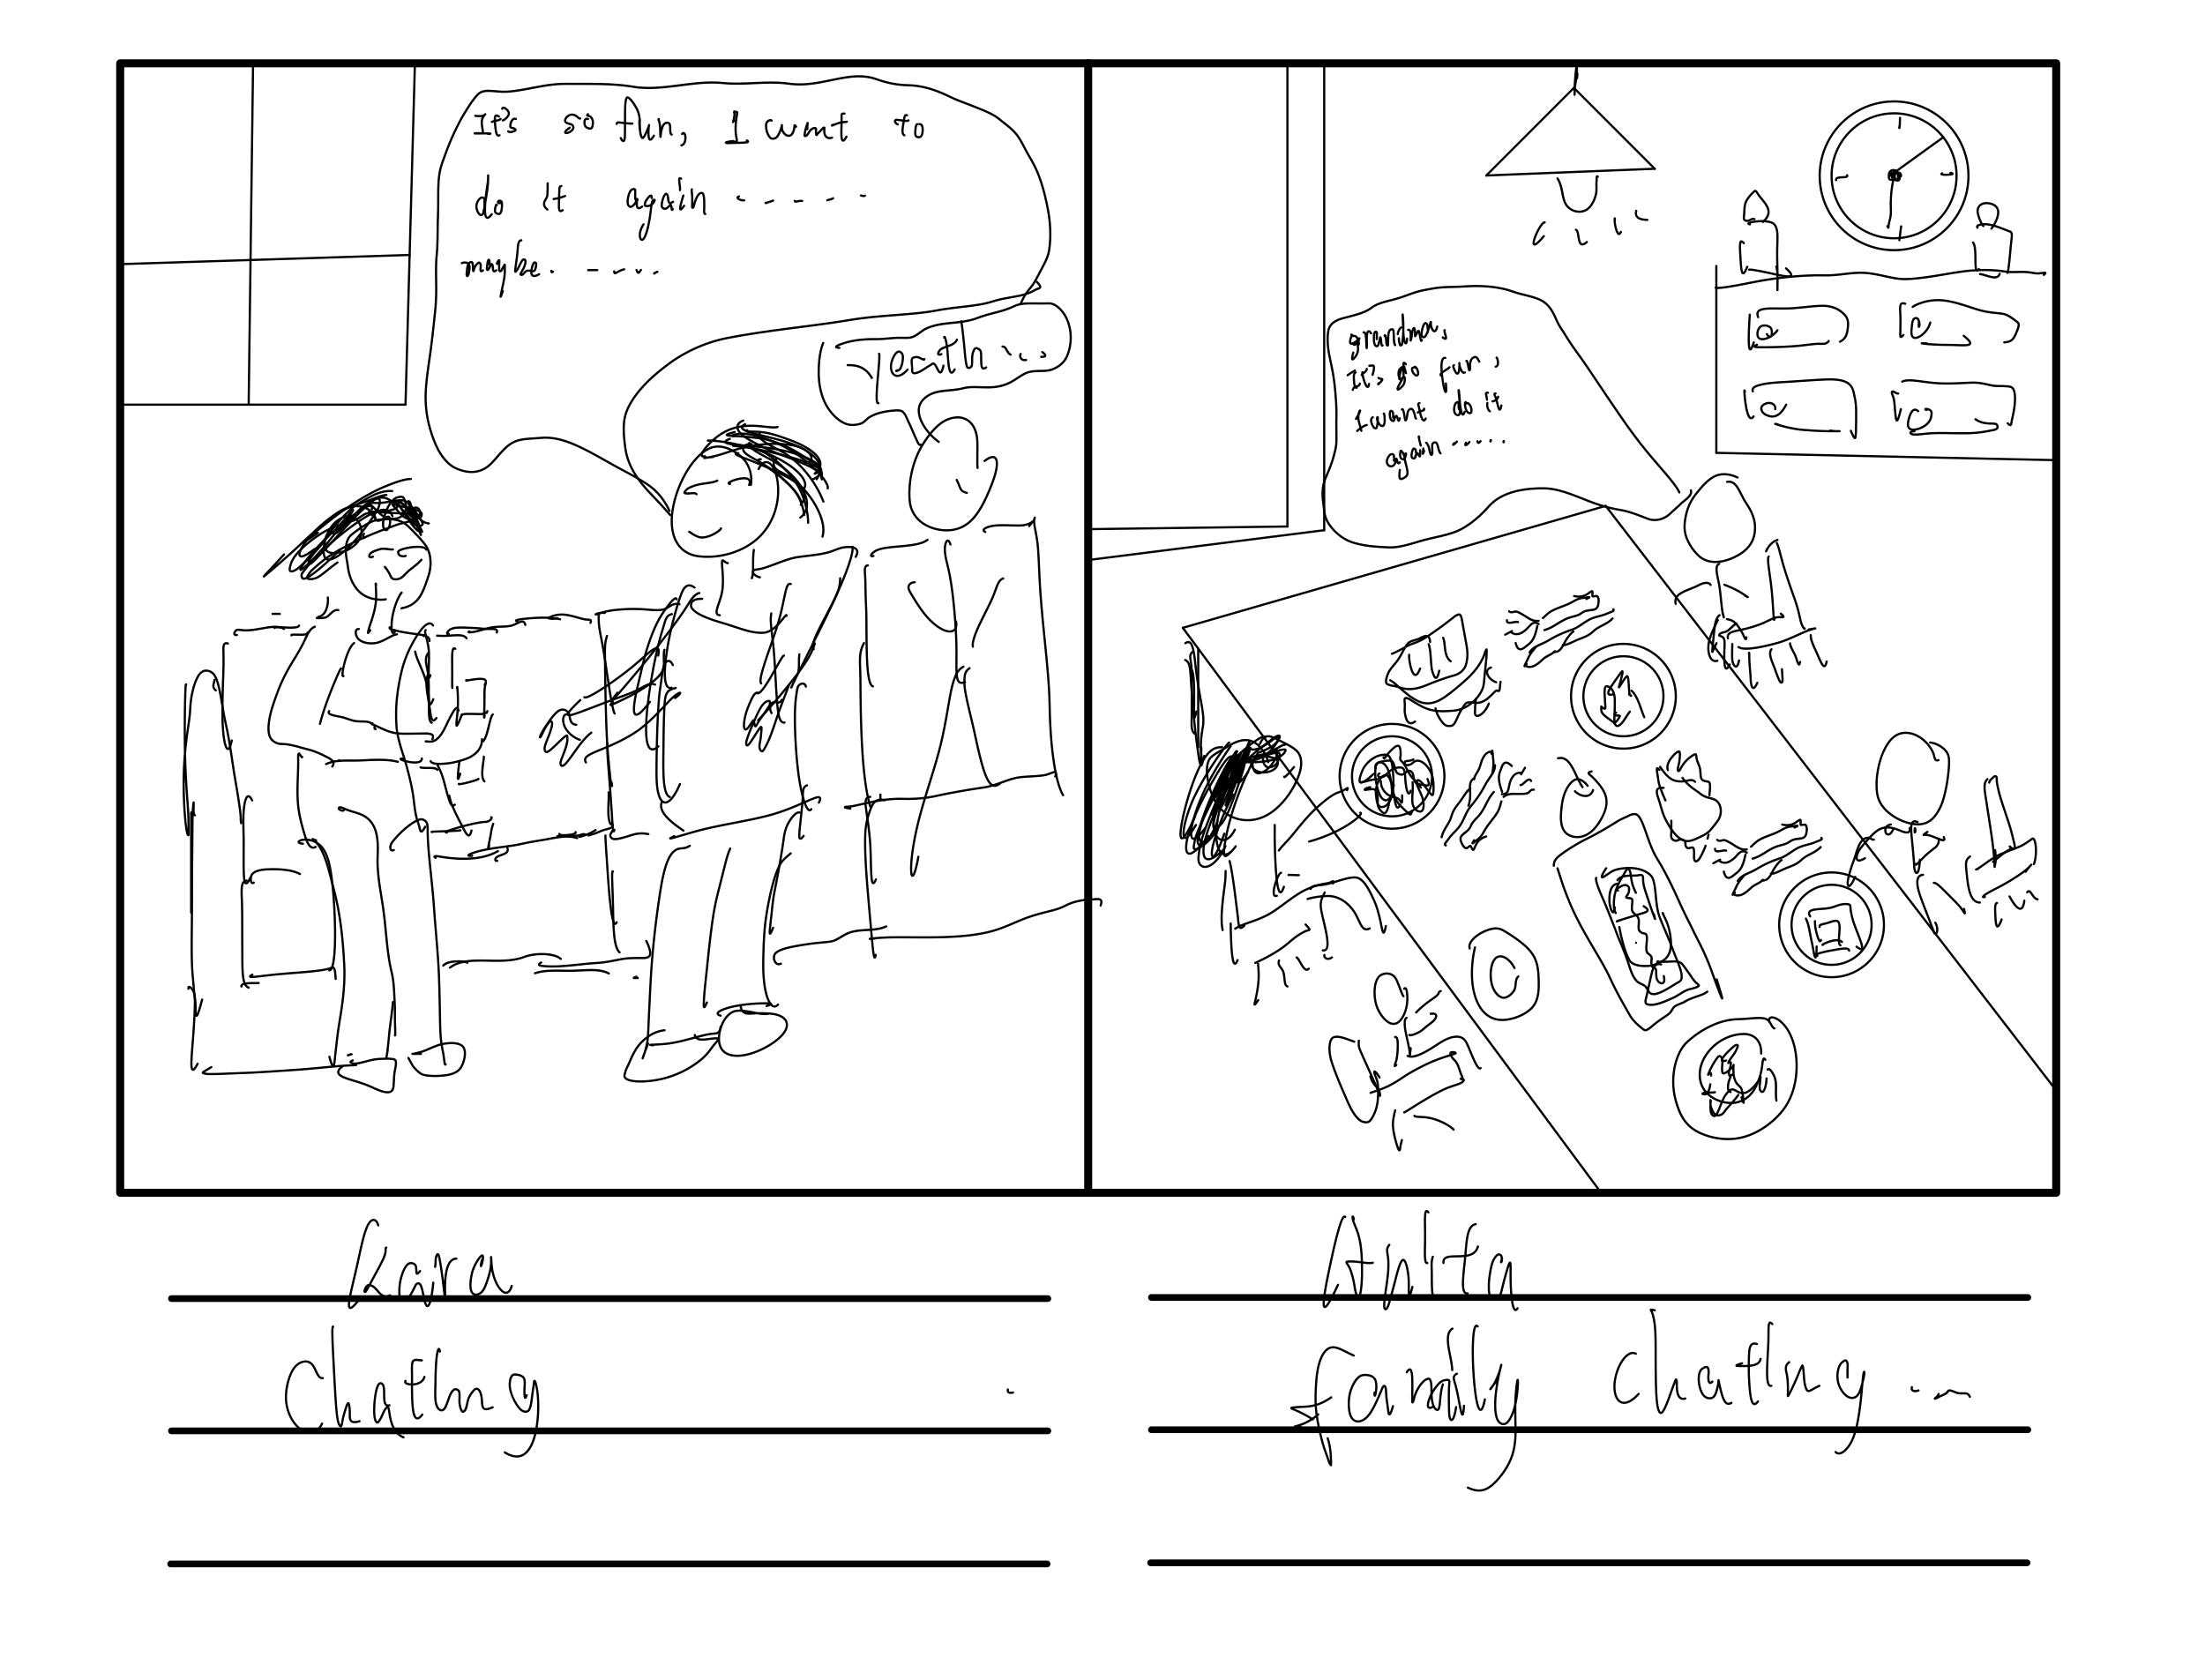 It's so fun, I want to
do it again ......
maybe. - ....
yeah...
grandma,
It's so fun,
I want do it
again .....
Kara
Chating
Anita
family chating